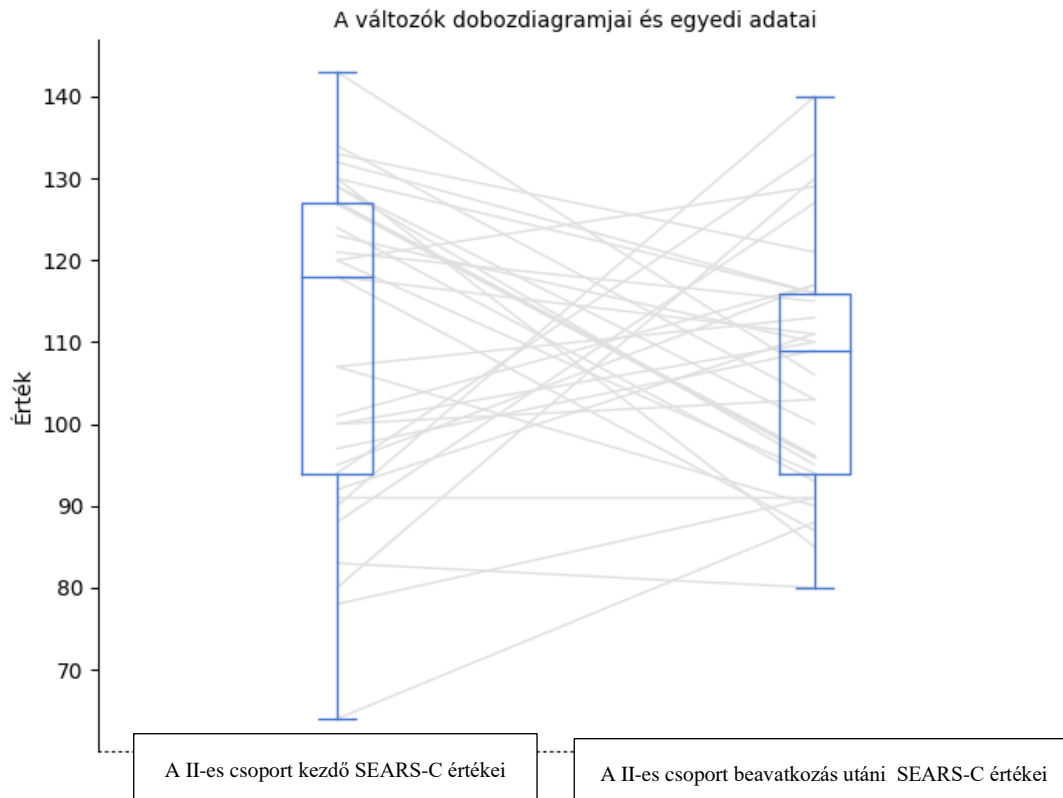 A változók dobozdiagramjai és egyedi adatai
140
130
120
110
100
90
80
70
Érték
A II-es csoport kezdő SEARS-C értékei
A II-es csoport beavatkozás utáni  SEARS-C értékei